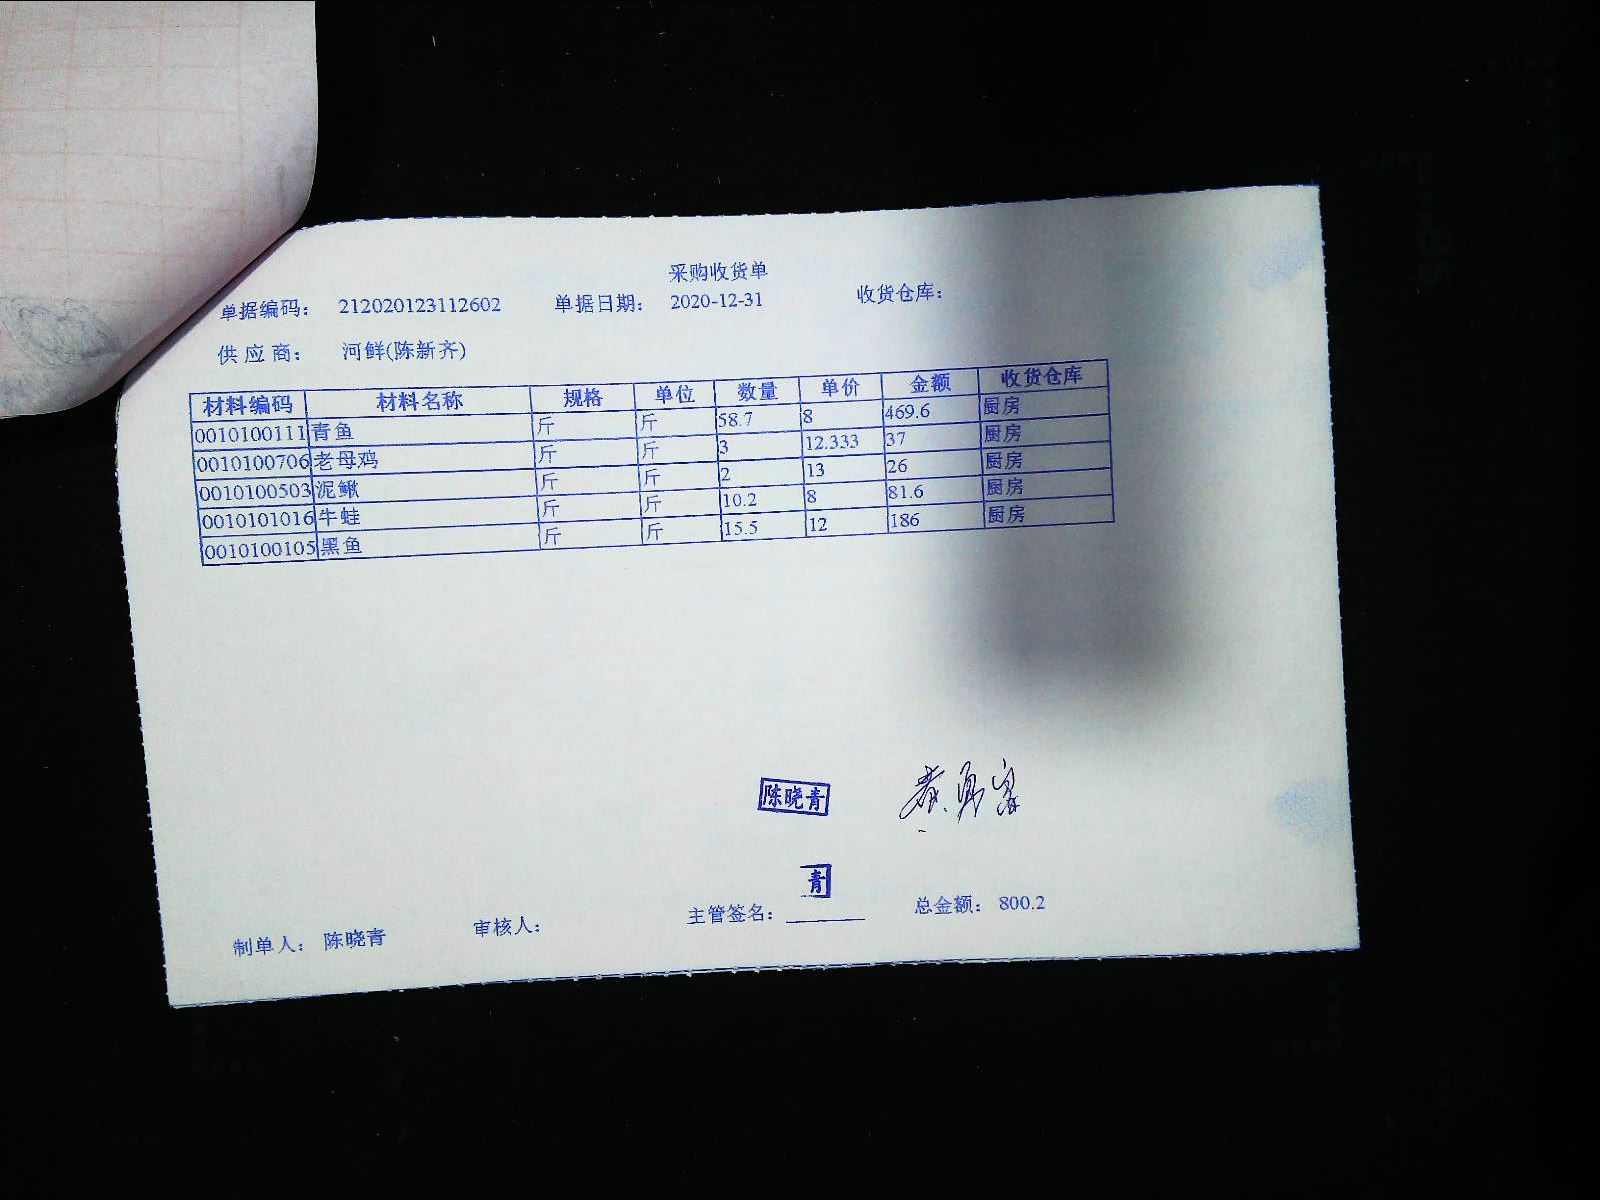 采购收货单
单据编码： 212020123112602 单据日期： 2020-12-31 收货仓库：
供应商： 河鲜(陈新齐)
材料编码 材料名称 规格 单位 数量 单价 金额 收货仓库
0010100111 青鱼 斤 斤 58.7 8 469.6 厨房
0010100706 老母鸡 斤 斤 3 12.333 37 厨房
0010100503 泥鳅 斤 斤 2 13 26 厨房
0010101016 牛蛙 斤 斤 10.2 8 81.6 厨房
0010100105 黑鱼 斤 斤 15.5 12 186 厨房
陈晓青
青
制单人： 陈晓青 审核人： 主管签名： 总金额： 800.2